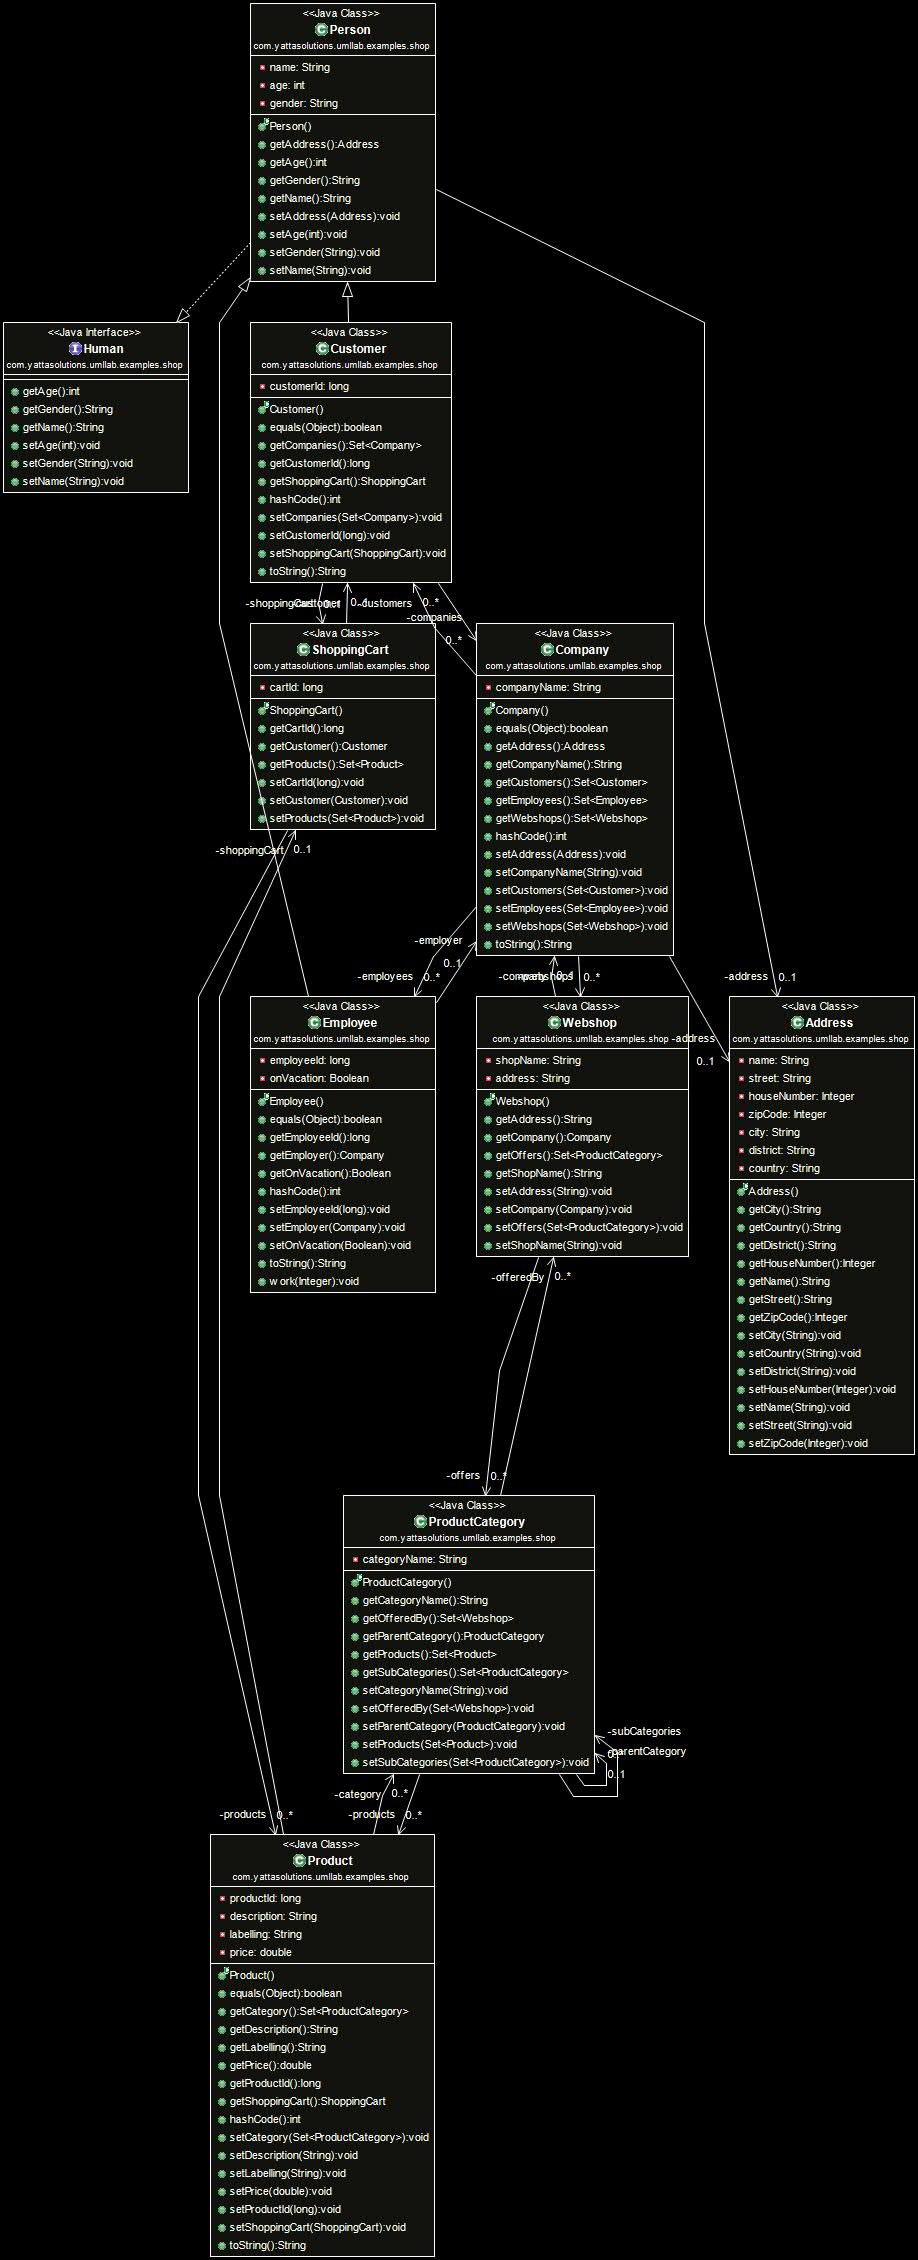 <<Java Class>>
Person
com.yattasolutions.umllab.examples.shop
name: String
age: int
gender: String
Person()
getAddress():Address
getAge():int
getGender():String
getName():String
setAddress(Address):void
setAge(int):void
setGender(String):void
setName(String):void
<<Java Interface>>
Human
com.yattasolutions.umllab.examples.shop
getAge():int
getGender():String
getName():String
setAge(int):void
setGender(String):void
setName(String):void
<<Java Class>>
Customer
com.yattasolutions.umllab.examples.shop
customerId: long
Customer()
equals(Object):boolean
getCompanies():Set<Company>
getCustomerId():long
getShoppingCart():ShoppingCart
hashCode():int
setCompanies(Set<Company>):void
setCustomerId(long):void
setShoppingCart(ShoppingCart):void
toString():String
-customers 0..*
-companies
0..*
<<Java Class>>
ShoppingCart
com.yattasolutions.umllab.examples.shop
cartId: long
ShoppingCart()
getCartId():long
getCustomer():Customer
getProducts():Set<Product>
setCartId(long):void
setCustomer(Customer):void
setProducts(Set<Product>):void
-shoppingCart 0..1
<<Java Class>>
Company
com.yattasolutions.umllab.examples.shop
companyName: String
Company()
equals(Object):boolean
getAddress():Address
getCompanyName():String
getCustomers():Set<Customer>
getEmployees():Set<Employee>
getWebshops():Set<Webshop>
hashCode():int
setAddress(Address):void
setCompanyName(String):void
setCustomers(Set<Customer>):void
setEmployees(Set<Employee>):void
setWebshops(Set<Webshop>):void
toString():String
-employer
0..1
-employees 0..*
0..*
-address 0..1
<<Java Class>>
Employee
com.yattasolutions.umllab.examples.shop
employeeId: long
onVacation: Boolean
Employee()
equals(Object):boolean
getEmployeeId():long
getEmployer():Company
getOnVacation():Boolean
hashCode():int
setEmployeeId(long):void
setEmployer(Company):void
setOnVacation(Boolean):void
toString():String
work(Integer):void
<<Java Class>>
Webshop
com.yattasolutions.umllab.examples.shop
shopName: String
address: String
Webshop()
getAddress():String
getCompany():Company
getOffers():Set<ProductCategory>
getShopName():String
setAddress(String):void
setCompany(Company):void
setOffers(Set<ProductCategory>):void
setShopName(String):void
-address
0..1
<<Java Class>>
Address
com.yattasolutions.umllab.examples.shop
name: String
street: String
houseNumber: Integer
zipCode: Integer
city: String
district: String
country: String
Address()
getCity():String
getCountry():String
getDistrict():String
getHouseNumber():Integer
getName():String
getStreet():String
getZipCode():Integer
setCity(String):void
setCountry(String):void
setDistrict(String):void
setHouseNumber(Integer):void
setName(String):void
setStreet(String):void
setZipCode(Integer):void
-offeredBy 0..*
-offers 0..*
<<Java Class>>
ProductCategory
com.yattasolutions.umllab.examples.shop
categoryName: String
ProductCategory()
getCategoryName():String
getOfferedBy():Set<Webshop>
getParentCategory():ProductCategory
getProducts():Set<Product>
getSubCategories():Set<ProductCategory>
setCategoryName(String):void
setOfferedBy(Set<Webshop>):void
setParentCategory(ProductCategory):void
setProducts(Set<Product>):void
setSubCategories(Set<ProductCategory>):void
-subCategories
-parentCategory
0..1
-category 0..*
-products 0..*
-products 0..*
<<Java Class>>
Product
com.yattasolutions.umllab.examples.shop
productId: long
description: String
labelling: String
price: double
Product()
equals(Object):boolean
getCategory():Set<ProductCategory>
getDescription():String
getLabelling():String
getPrice():double
getProductId():long
getShoppingCart():ShoppingCart
hashCode():int
setCategory(Set<ProductCategory>):void
setDescription(String):void
setLabelling(String):void
setPrice(double):void
setProductId(long):void
setShoppingCart(ShoppingCart):void
toString():String